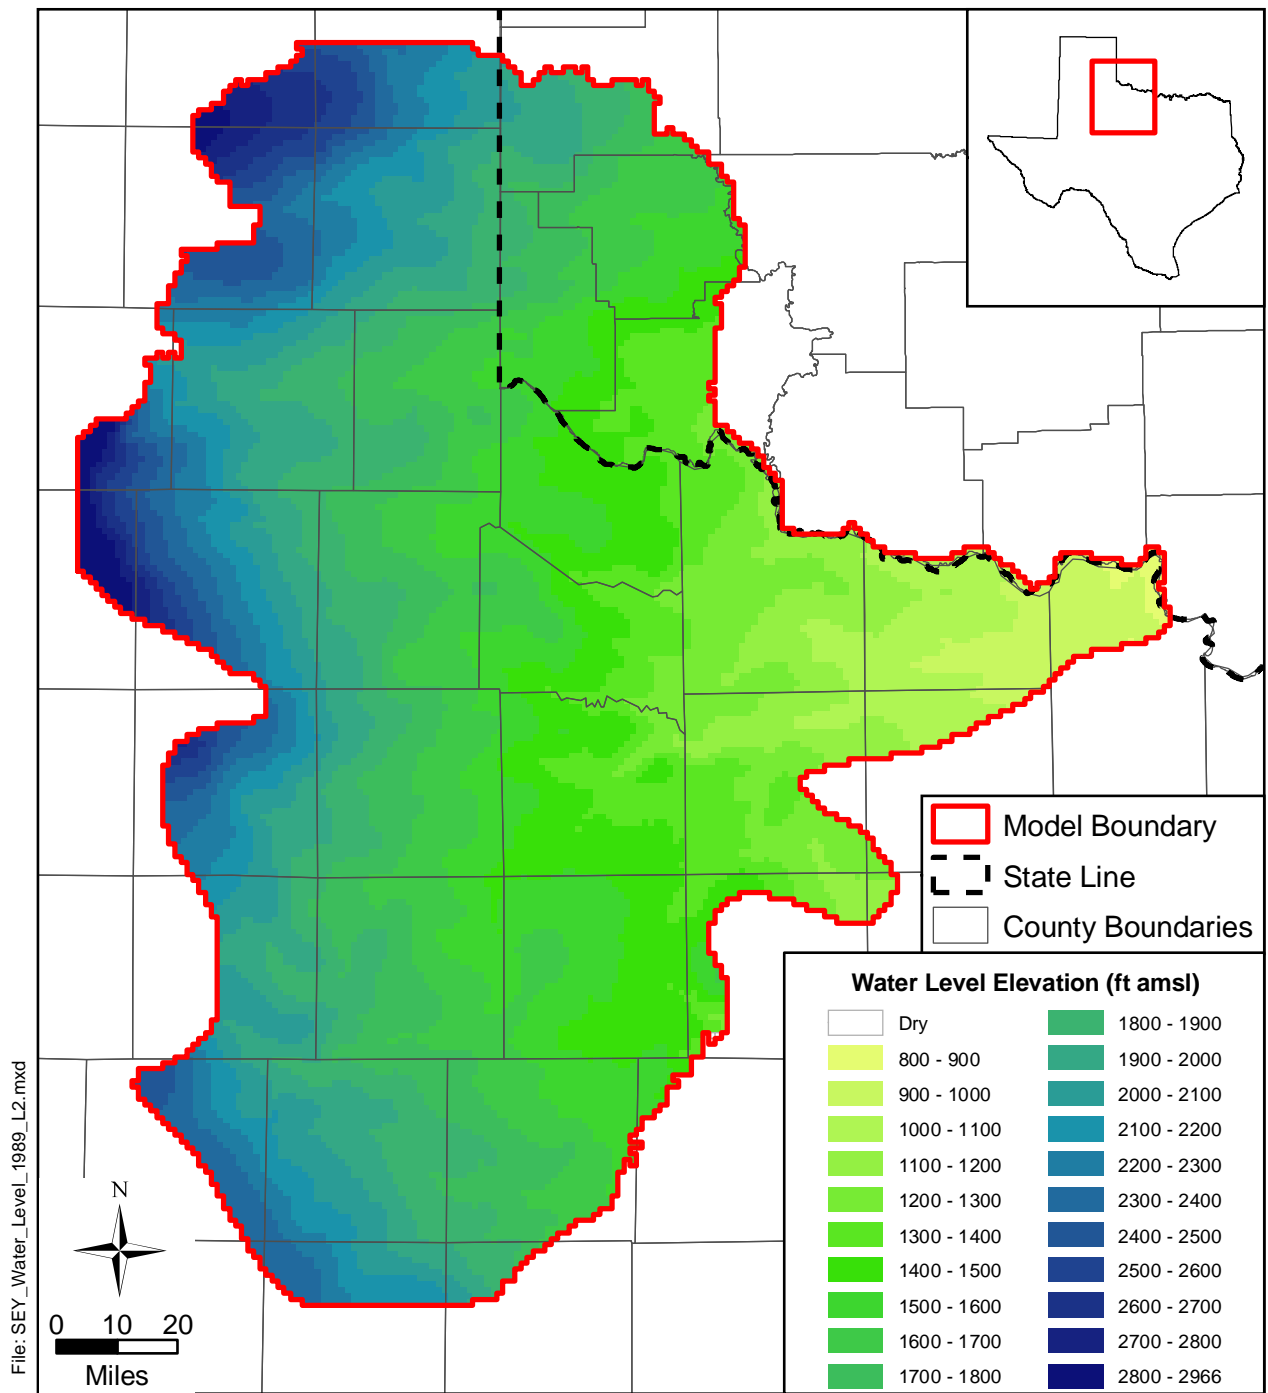 Model Boundary
State Line
County Boundaries
Water Level Elevation (ft amsl)
Dry
800 - 900
900 - 1000
1000 - 1100
1100 - 1200
1200 - 1300
1300 - 1400
1400 - 1500
1500 - 1600
1600 - 1700
1700 - 1800
1800 - 1900
1900 - 2000
2000 - 2100
2100 - 2200
2200 - 2300
2300 - 2400
2400 - 2500
2500 - 2600
2600 - 2700
2700 - 2800
2800 - 2966
N
0 10 20
Miles
File: SEY_Water_Level_1989_L2.mxd